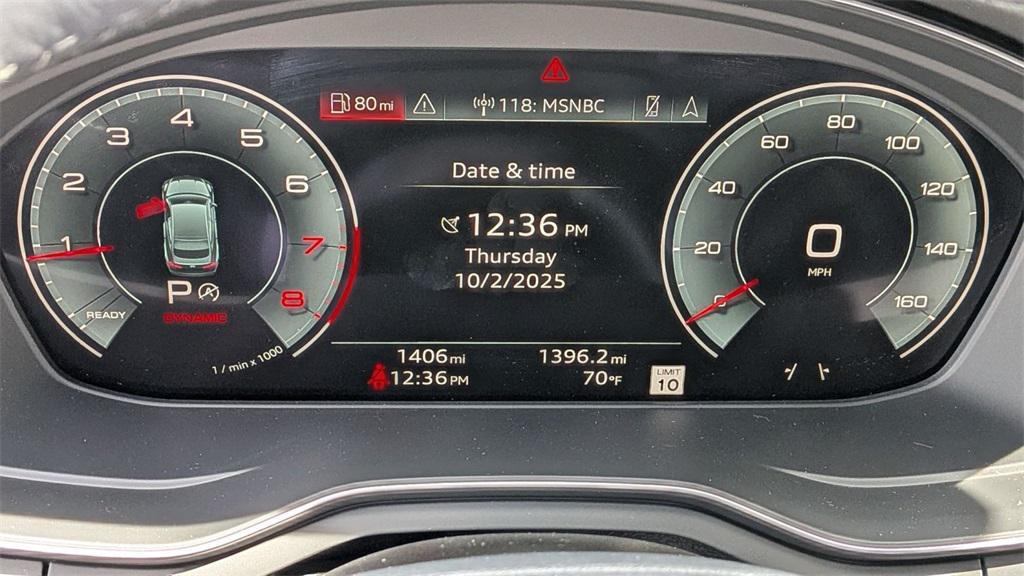 80 mi 118: MSNBC
Date & time
12:36 PM
Thursday
10/2/2025
1 2 3 4 5 6 7 8
READY
P
DYNAMIC
1 / min x 1000
0 20 40 60 80 100 120 140 160
0
MPH
1406 mi 1396.2 mi
12:36 PM 70°F
LIMIT
10